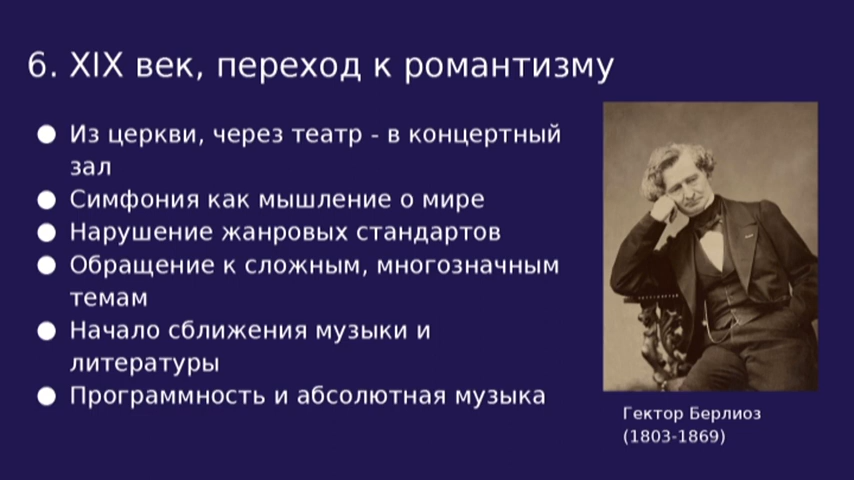 6. XIX век, переход к романтизму
● Из церкви, через театр - в концертный
зал
● Симфония как мышление о мире
● Нарушение жанровых стандартов
● Обращение к сложным, многозначным
темам
● Начало сближения музыки и
литературы
● Программность и абсолютная музыка
Гектор Берлиоз
(1803-1869)